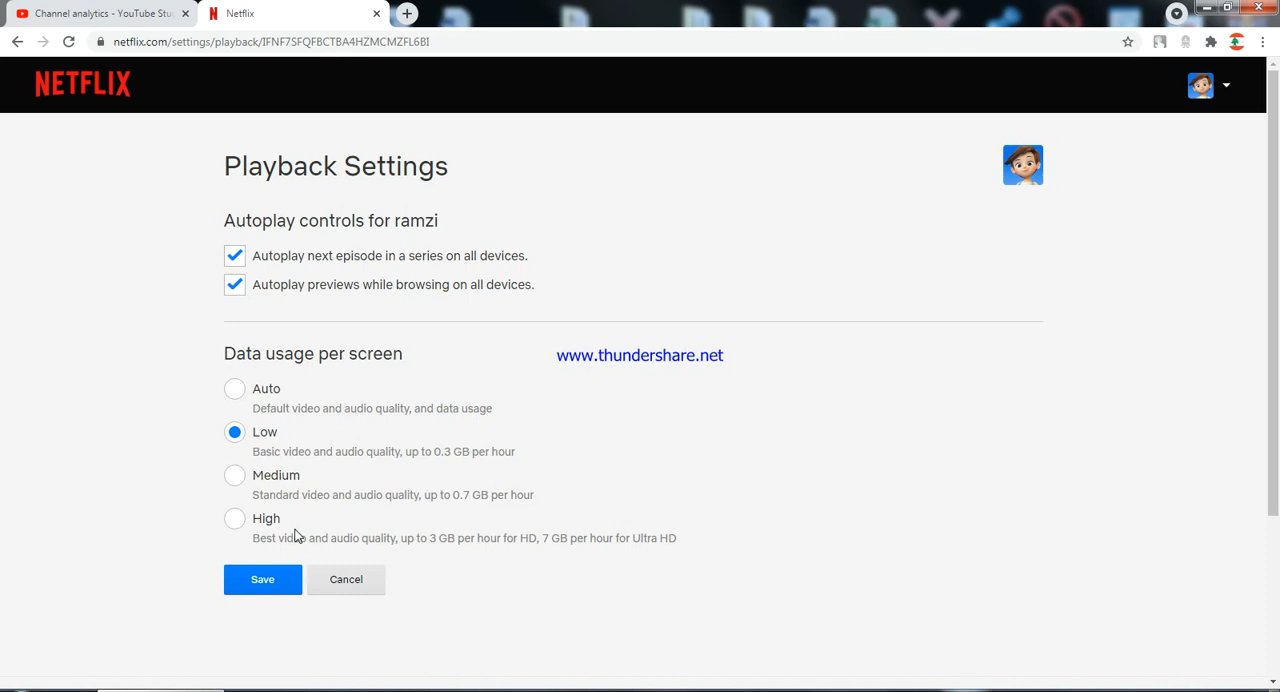 Channel analytics - YouTube Stu
Netflix
netflix.com/settings/playback/IFNF7SFQFBCTBA4HZMCMZFL6BI
NETFLIX
Playback Settings
Autoplay controls for ramzi
Autoplay next episode in a series on all devices.
Autoplay previews while browsing on all devices.
Data usage per screen
www.thundershare.net
Auto
Default video and audio quality, and data usage
Low
Basic video and audio quality, up to 0.3 GB per hour
Medium
Standard video and audio quality, up to 0.7 GB per hour
High
Best video and audio quality, up to 3 GB per hour for HD, 7 GB per hour for Ultra HD
Save Cancel